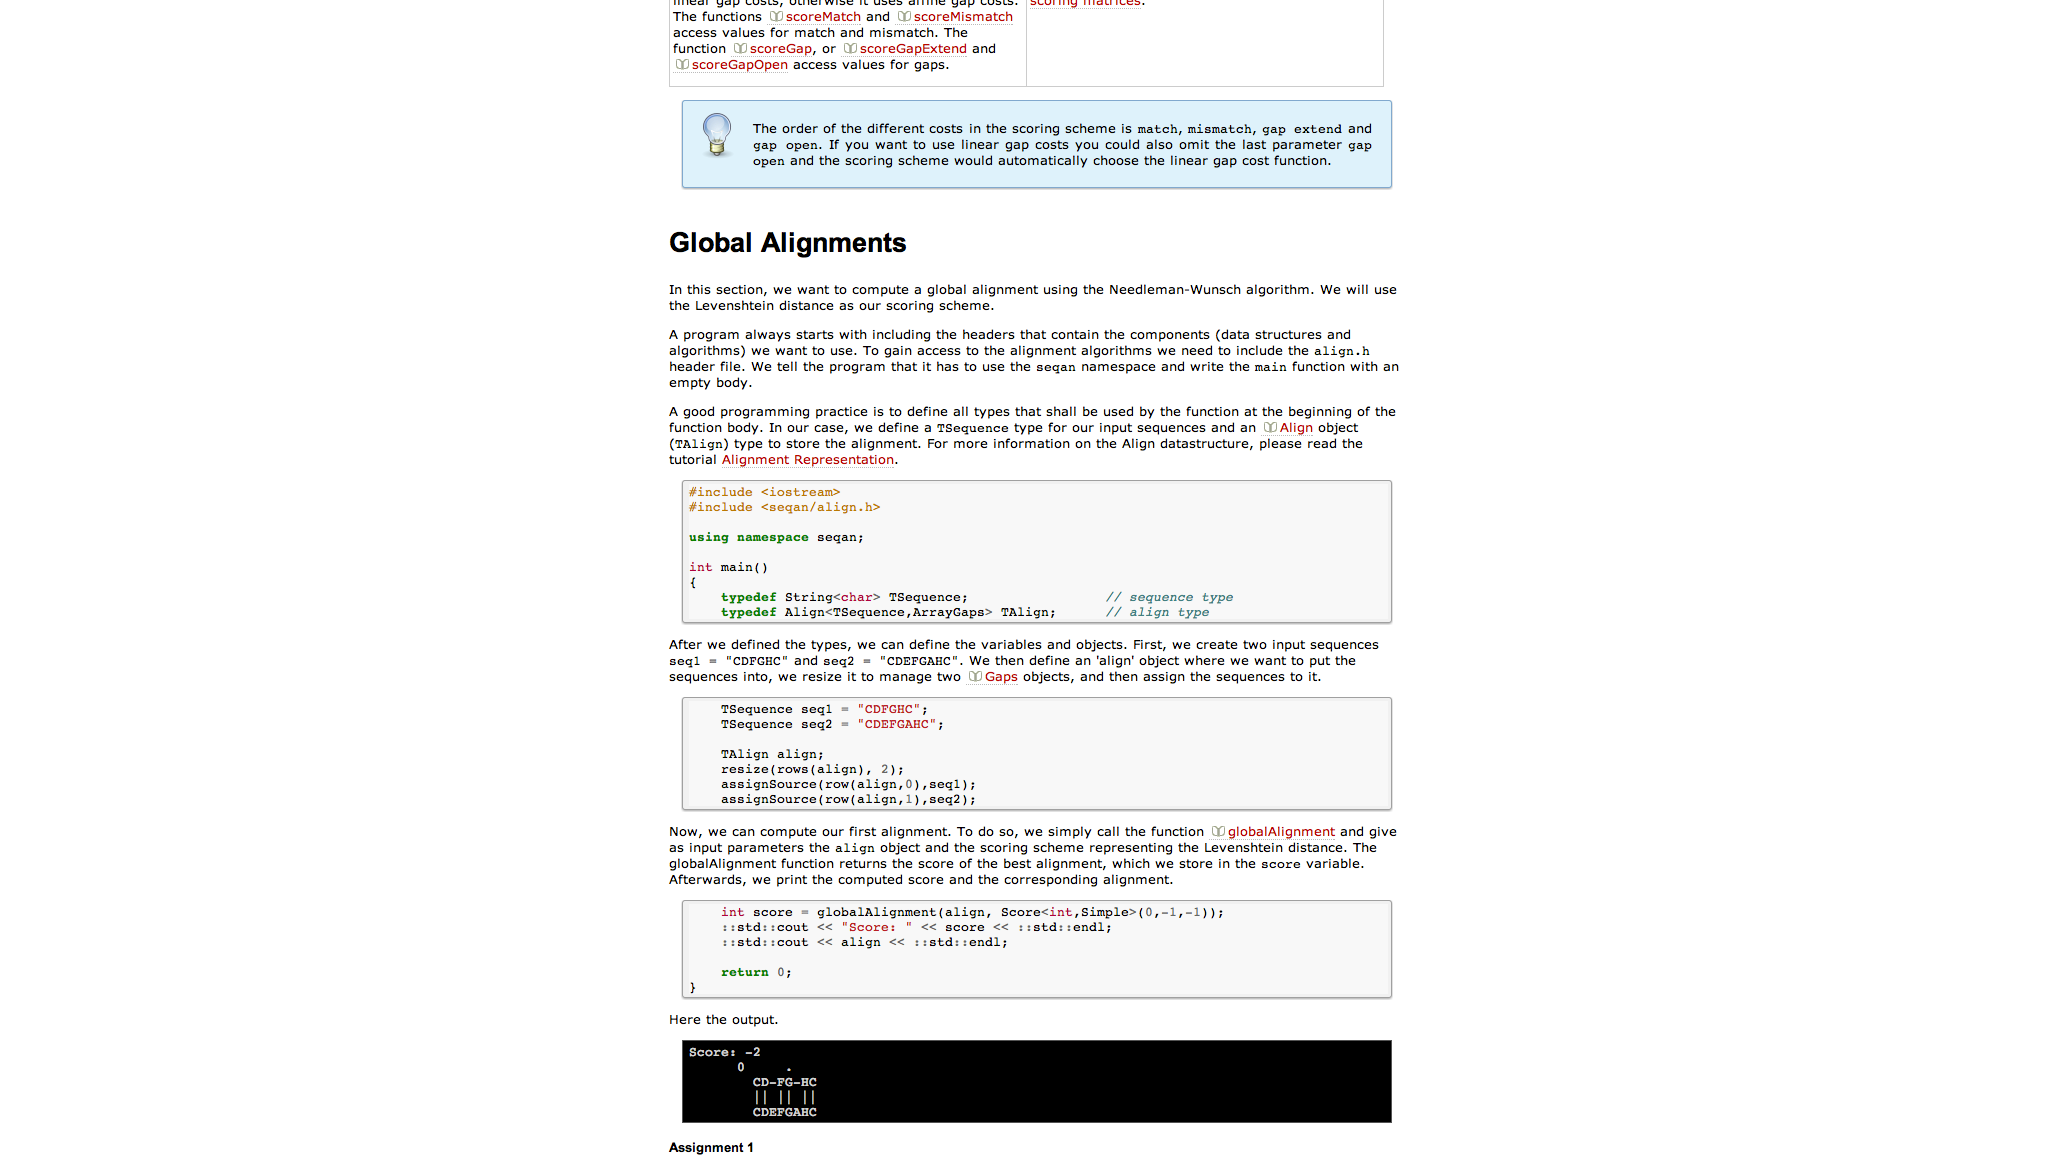 linear gap costs, otherwise it uses affine gap costs.
The functions scoreMatch and scoreMismatch
access values for match and mismatch. The
function scoreGap, or scoreGapExtend and
scoreGapOpen access values for gaps.
scoring matrices.
The order of the different costs in the scoring scheme is match, mismatch, gap extend and
gap open. If you want to use linear gap costs you could also omit the last parameter gap
open and the scoring scheme would automatically choose the linear gap cost function.
Global Alignments
In this section, we want to compute a global alignment using the Needleman-Wunsch algorithm. We will use
the Levenshtein distance as our scoring scheme.
A program always starts with including the headers that contain the components (data structures and
algorithms) we want to use. To gain access to the alignment algorithms we need to include the align.h
header file. We tell the program that it has to use the seqan namespace and write the main function with an
empty body.
A good programming practice is to define all types that shall be used by the function at the beginning of the
function body. In our case, we define a TSequence type for our input sequences and an Align object
(TAlign) type to store the alignment. For more information on the Align datastructure, please read the
tutorial Alignment Representation.
#include <iostream>
#include <seqan/align.h>
using namespace seqan;
int main()
{
typedef String<char> TSequence; // sequence type
typedef Align<TSequence,ArrayGaps> TAlign; // align type
After we defined the types, we can define the variables and objects. First, we create two input sequences
seq1 = "CDFGHC" and seq2 = "CDEFGAHC". We then define an 'align' object where we want to put the
sequences into, we resize it to manage two Gaps objects, and then assign the sequences to it.
TSequence seq1 = "CDFGHC";
TSequence seq2 = "CDEFGAHC";
TAlign align;
resize(rows(align), 2);
assignSource(row(align,0),seq1);
assignSource(row(align,1),seq2);
Now, we can compute our first alignment. To do so, we simply call the function globalAlignment and give
as input parameters the align object and the scoring scheme representing the Levenshtein distance. The
globalAlignment function returns the score of the best alignment, which we store in the score variable.
Afterwards, we print the computed score and the corresponding alignment.
int score = globalAlignment(align, Score<int,Simple>(0,-1,-1));
::std::cout << "Score: " << score << ::std::endl;
::std::cout << align << ::std::endl;
return 0;
}
Here the output.
Score: -2
0 .
CD-FG-HC
|| || ||
CDEFGAHC
Assignment 1